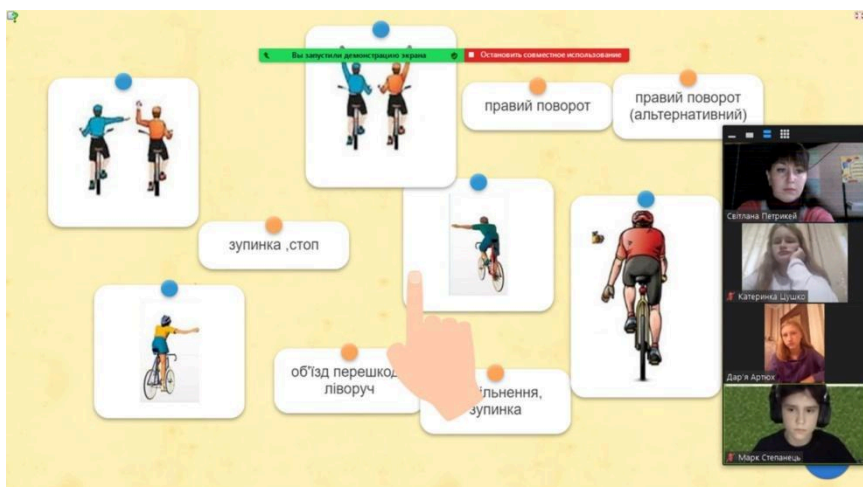 Вы запустили демонстрацию экрана
Остановить совместное использование
правий поворот
правий поворот
(альтернативний)
зупинка ,стоп
об'їзд перешкод
ліворуч
ільнення,
зупинка
Світлана Петрикей
Катеринка Цушко
Дар'я Артюх
Марк Степанець